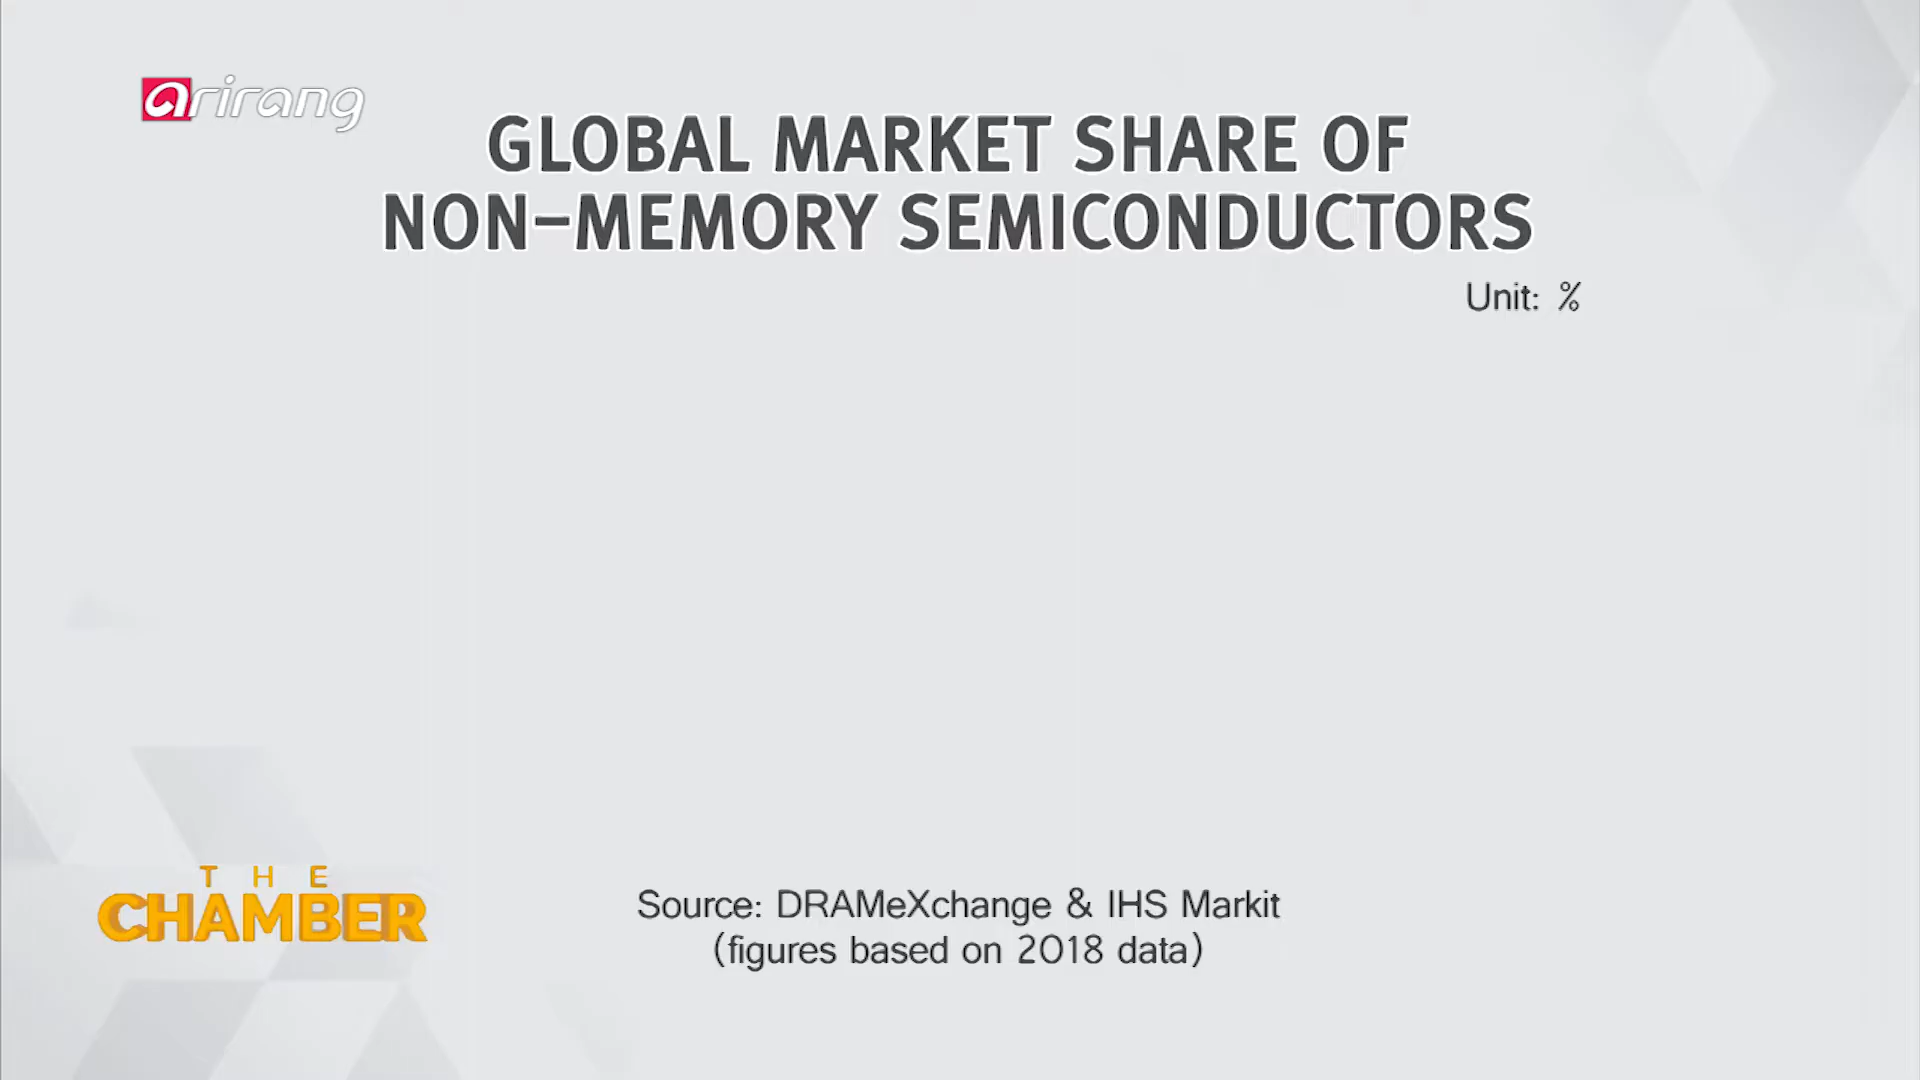 arirang
GLOBAL MARKET SHARE OF
NON-MEMORY SEMICONDUCTORS
Unit: %
THE
CHAMBER
Source: DRAMeXchange & IHS Markit
(figures based on 2018 data)